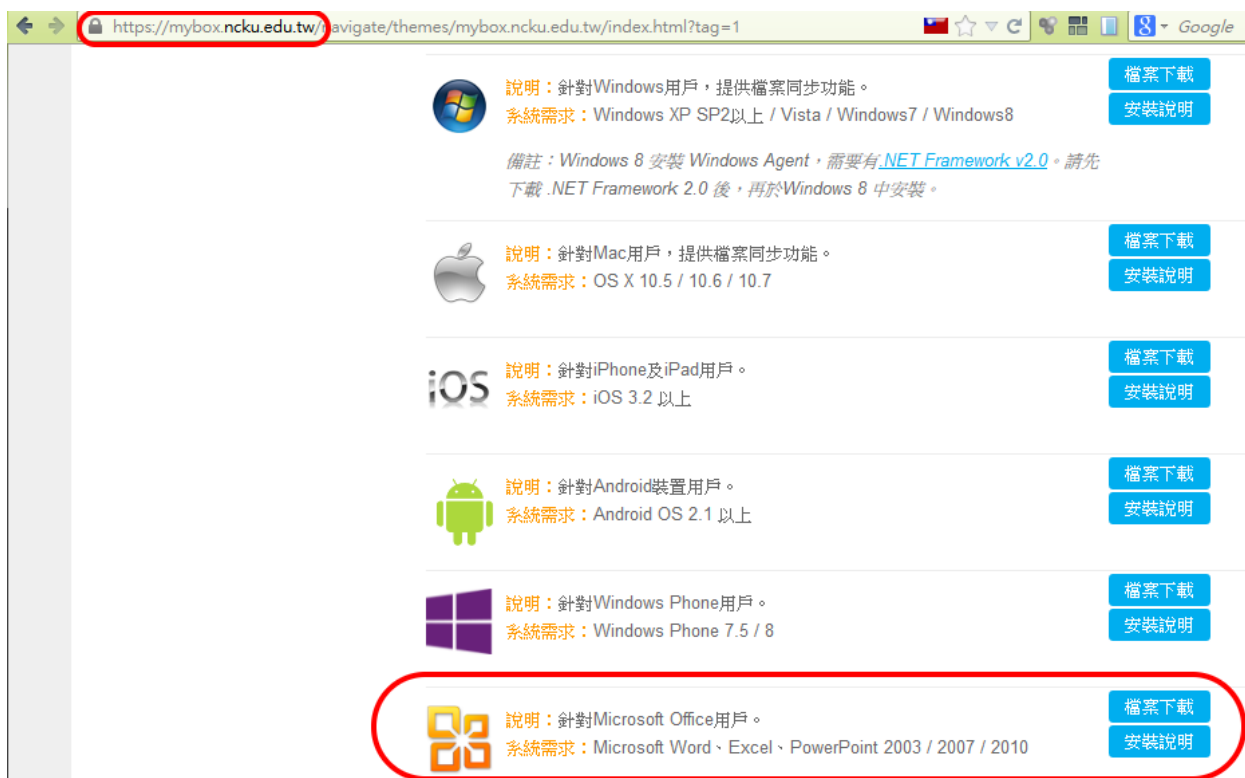 https://mybox.ncku.edu.tw/navigate/themes/mybox.ncku.edu.tw/index.html?tag=1
Google
說明：針對Windows用戶，提供檔案同步功能。
檔案下載
系統需求：Windows XP SP2以上 / Vista / Windows7 / Windows8
安裝說明
備註：Windows 8 安裝 Windows Agent，需要有.NET Framework v2.0。請先
下載 .NET Framework 2.0 後，再於Windows 8 中安裝。
說明：針對Mac用戶，提供檔案同步功能。
檔案下載
系統需求：OS X 10.5 / 10.6 / 10.7
安裝說明
iOS
說明：針對iPhone及iPad用戶。
檔案下載
系統需求：iOS 3.2 以上
安裝說明
說明：針對Android裝置用戶。
檔案下載
系統需求：Android OS 2.1 以上
安裝說明
說明：針對Windows Phone用戶。
檔案下載
系統需求：Windows Phone 7.5 / 8
安裝說明
說明：針對Microsoft Office用戶。
檔案下載
系統需求：Microsoft Word、Excel、PowerPoint 2003 / 2007 / 2010
安裝說明